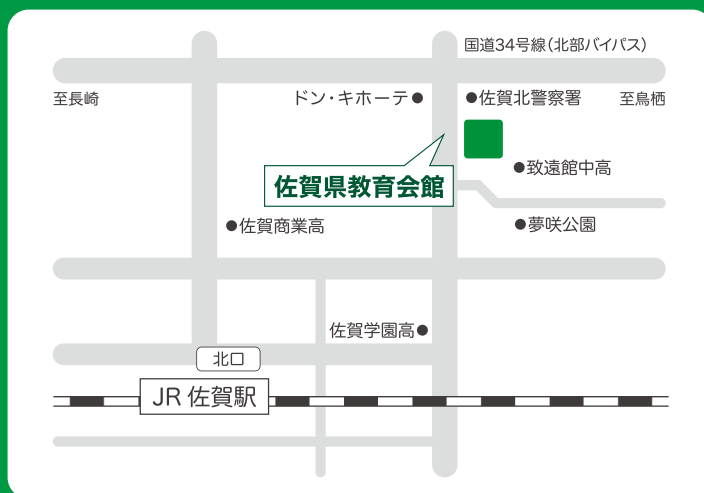 国道34号線（北部バイパス）
至長崎
ドン・キホーテ●
●佐賀北警察署
至鳥栖
●致遠館中高
佐賀県教育会館
●佐賀商業高
●夢咲公園
佐賀学園高●
北口
JR 佐賀駅